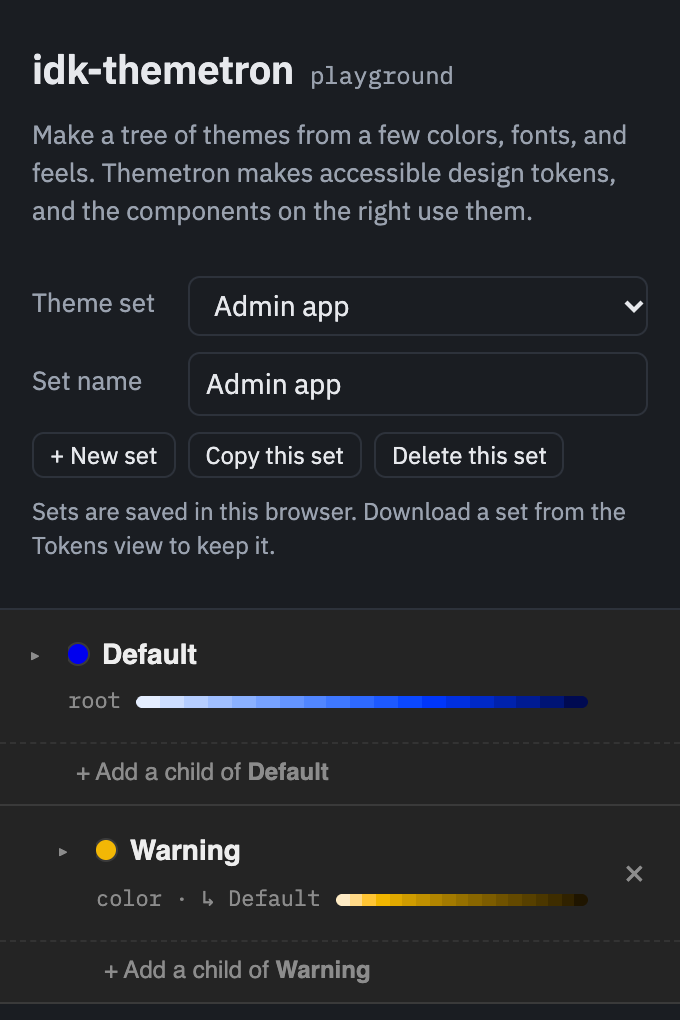 idk-themetron playground
Make a tree of themes from a few colors, fonts, and
feels. Themetron makes accessible design tokens,
and the components on the right use them.
Theme set Admin app
Set name Admin app
+ New set Copy this set Delete this set
Sets are saved in this browser. Download a set from the
Tokens view to keep it.
Default
root
+ Add a child of Default
Warning
color · ↳ Default
+ Add a child of Warning